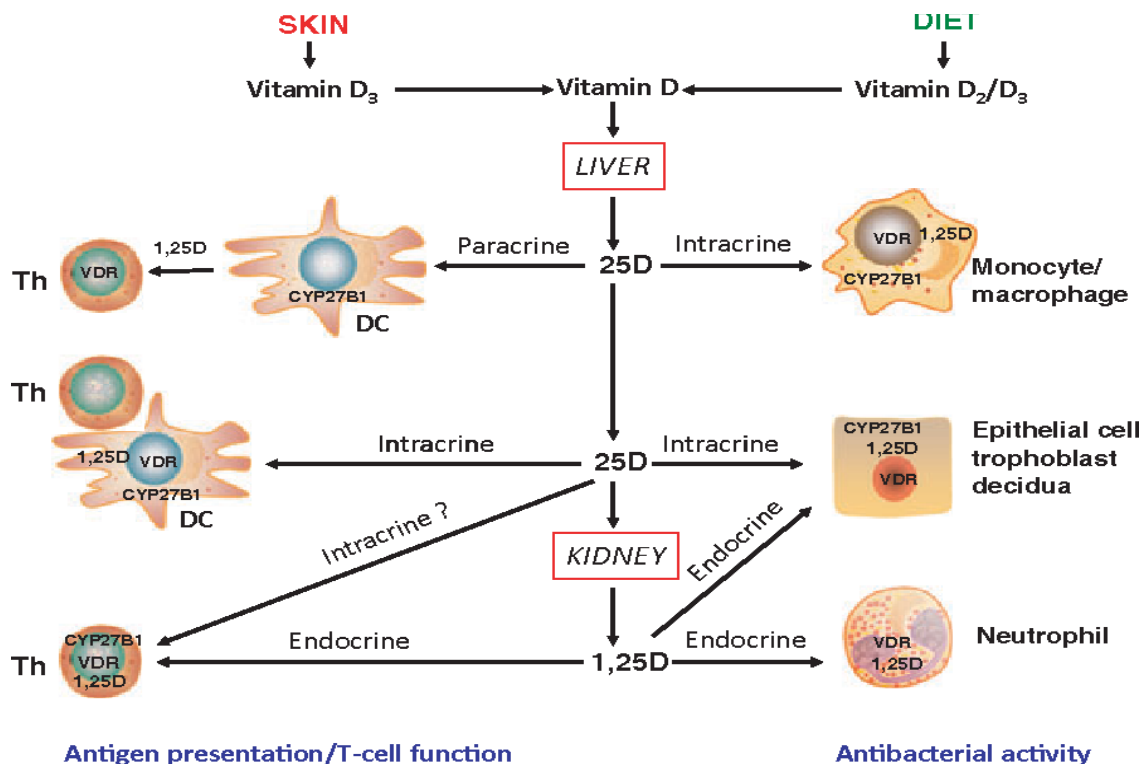 SKIN
DIET
Vitamin D₃
Vitamin D
Vitamin D₂/D₃
LIVER
Th
VDR
1,25D
CYP27B1
DC
Paracrine
25D
Intracrine
VDR
1,25D
CYP27B1
Monocyte/
macrophage
Th
1,25D
VDR
CYP27B1
DC
Intracrine
25D
Intracrine
CYP27B1
1,25D
VDR
Epithelial cell
trophoblast
decidua
Intracrine ?
KIDNEY
Endocrine
Th
CYP27B1
VDR
1,25D
Endocrine
1,25D
Endocrine
VDR
1,25D
Neutrophil
Antigen presentation/T-cell function
Antibacterial activity